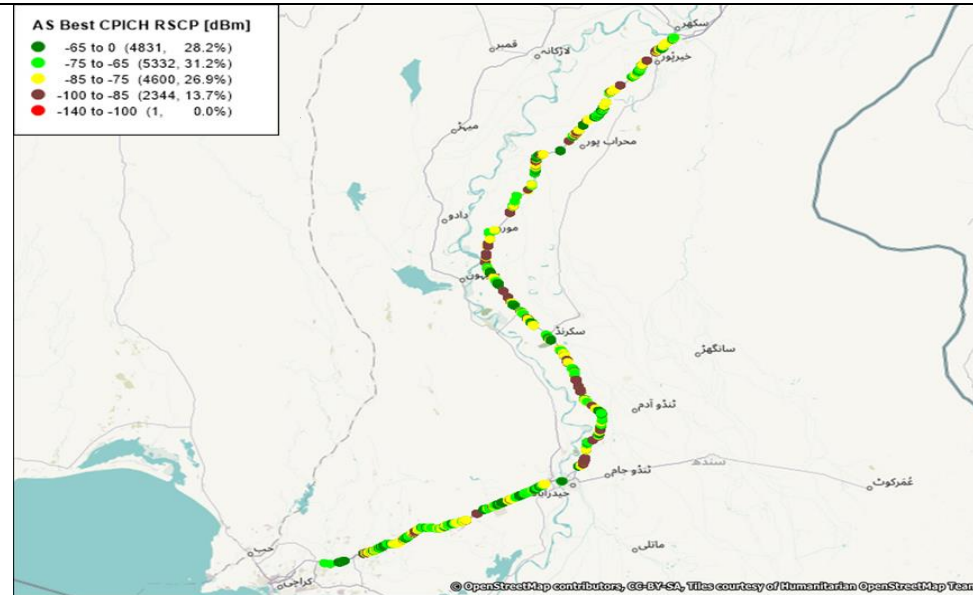 AS Best CPICH RSCP [dBm]
-65 to 0 (4831, 28.2%)
-75 to -65 (5332, 31.2%)
-85 to -75 (4600, 26.9%)
-100 to -85 (2344, 13.7%)
-140 to -100 (1, 0.0%)
سکھر
قمبر
لاڑکانہ
خیرپور
میہڑ
محراب پور
دادو
مورو
سکرنڈ
سانگھڑ
ٹنڈو آدم
سندھ
ٹنڈو جام
عُمَرکوٹ
حیدرآباد
ماتلی
حب
کراچی
© OpenStreetMap contributors, CC-BY-SA, Tiles courtesy of Humanitarian OpenStreetMap Team